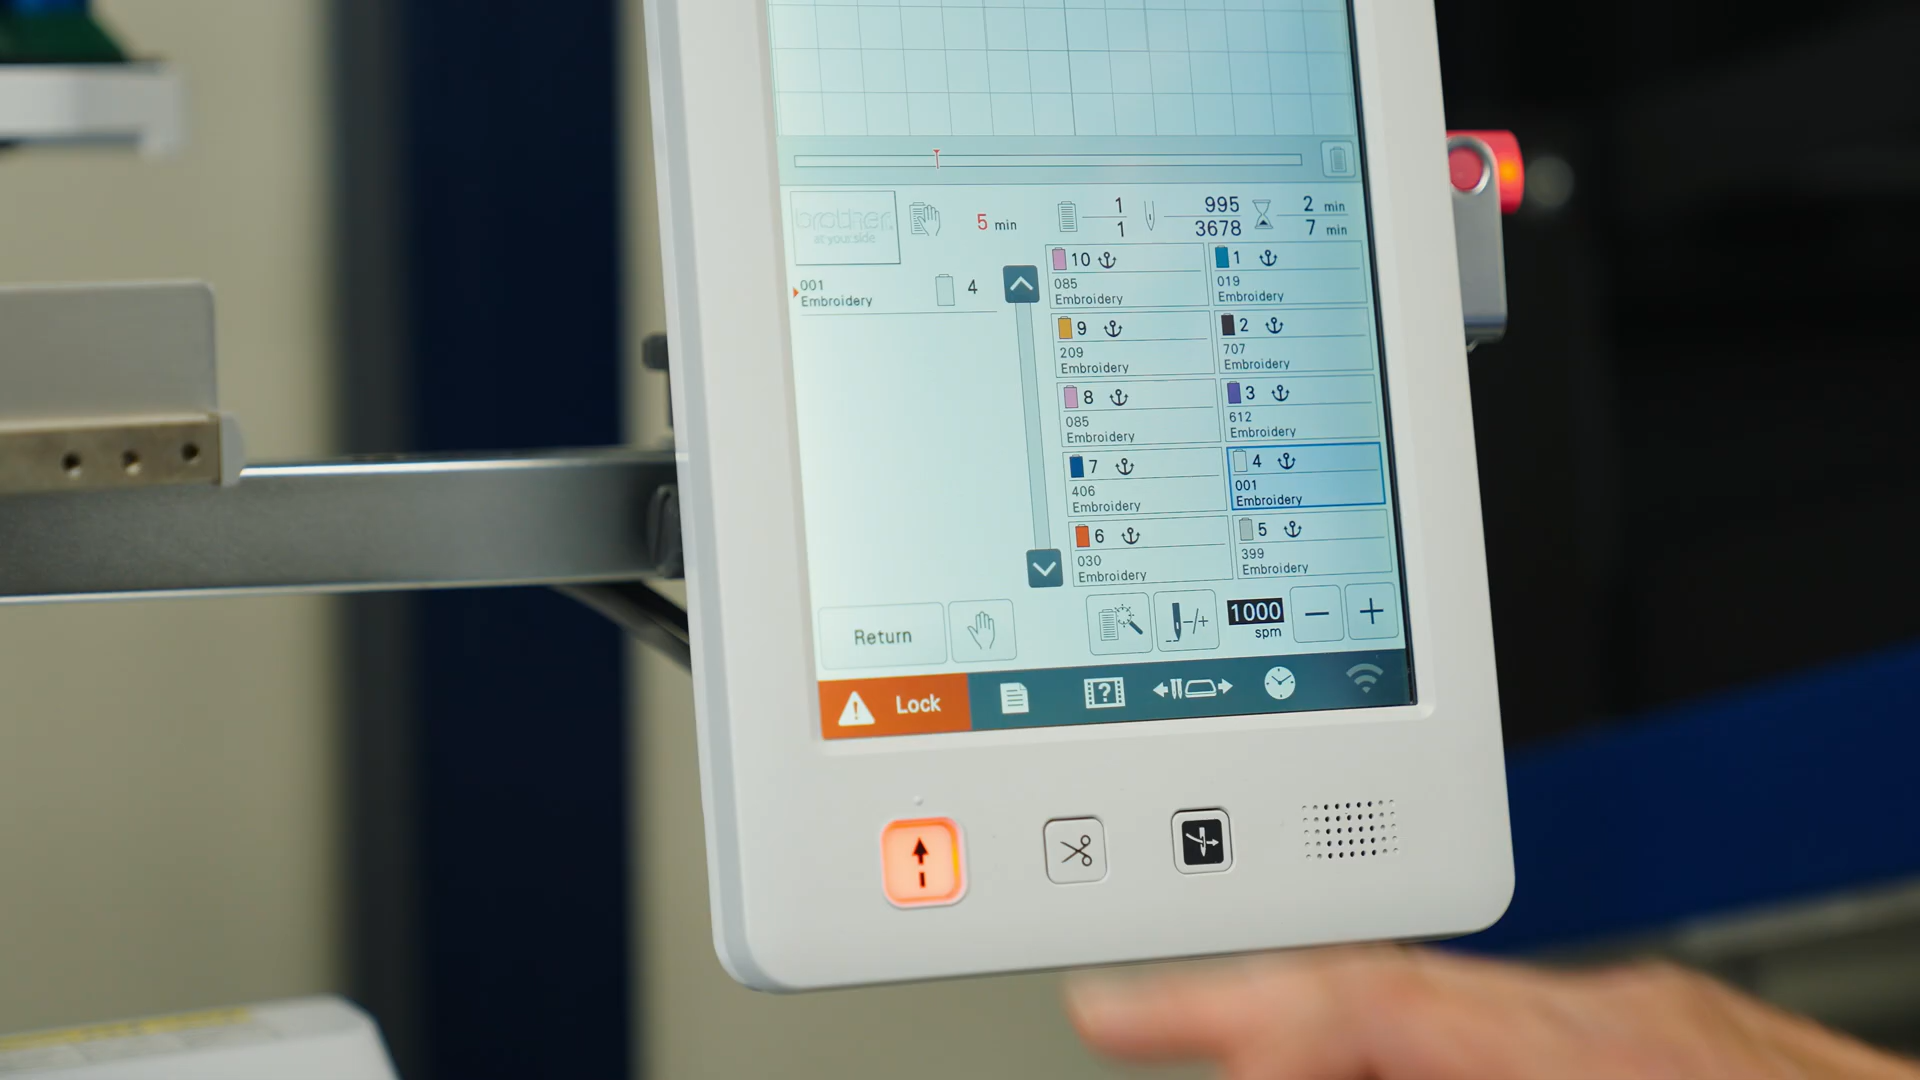 brother
at your side
5 min
1
1
995
3678
2 min
7 min
001
Embroidery
4
10
085
Embroidery
1
019
Embroidery
9
209
Embroidery
2
707
Embroidery
8
085
Embroidery
3
612
Embroidery
7
406
Embroidery
4
001
Embroidery
6
030
Embroidery
5
399
Embroidery
Return
-/+
1000
spm
− +
Lock
?